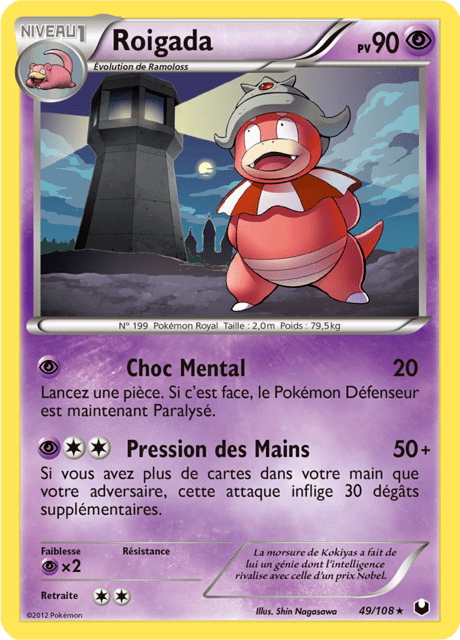 NIVEAU 1
Roigada
PV 90
Évolution de Ramoloss
N° 199 Pokémon Royal Taille : 2,0m Poids : 79,5kg
Choc Mental 20
Lancez une pièce. Si c'est face, le Pokémon Défenseur
est maintenant Paralysé.
Pression des Mains 50+
Si vous avez plus de cartes dans votre main que
votre adversaire, cette attaque inflige 30 dégâts
supplémentaires.
Faiblesse
×2
Résistance
Retraite
La morsure de Kokiyas a fait de
lui un génie dont l'intelligence
rivalise avec celle d'un prix Nobel.
©2012 Pokémon
Illus. Shin Nagasawa
49/108 ★